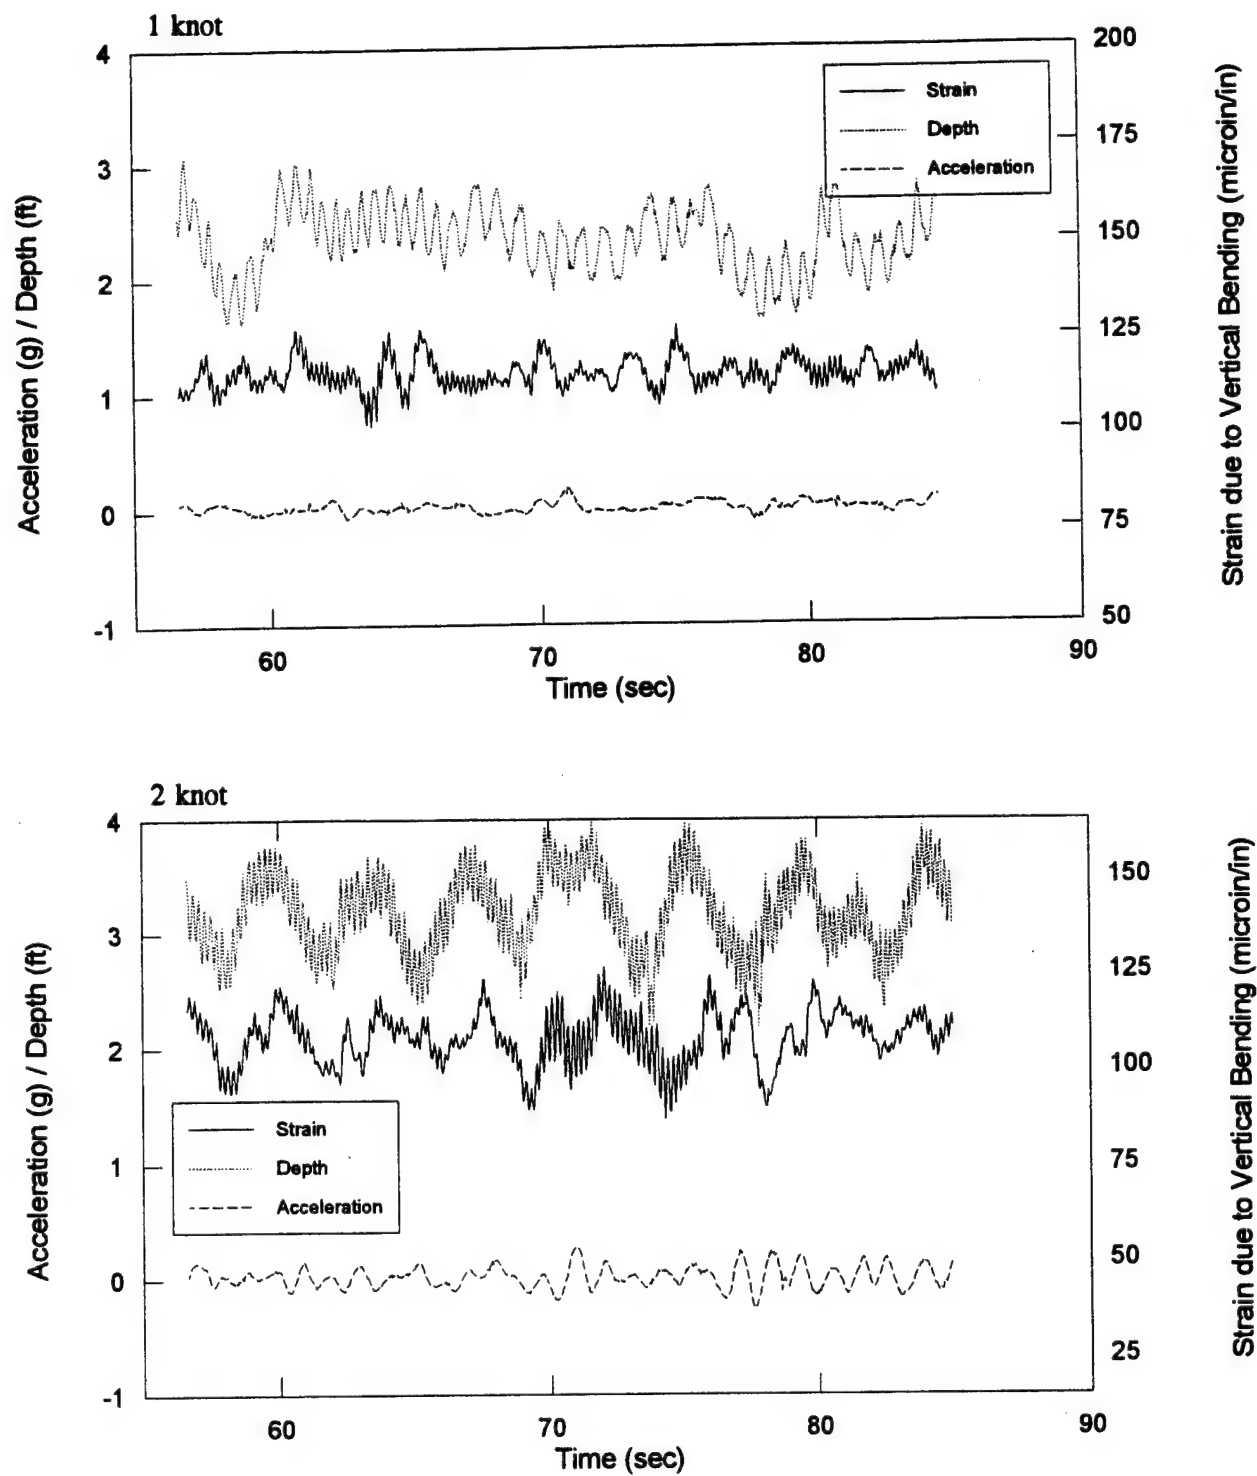 1 knot
4
3
2
1
0
-1
Acceleration (g) / Depth (ft)
Strain
Depth
Acceleration
200
175
150
125
100
75
50
Strain due to Vertical Bending (microin/in)
60 70 80 90
Time (sec)
2 knot
4
3
2
1
0
-1
Acceleration (g) / Depth (ft)
Strain
Depth
Acceleration
150
125
100
75
50
25
Strain due to Vertical Bending (microin/in)
60 70 80 90
Time (sec)